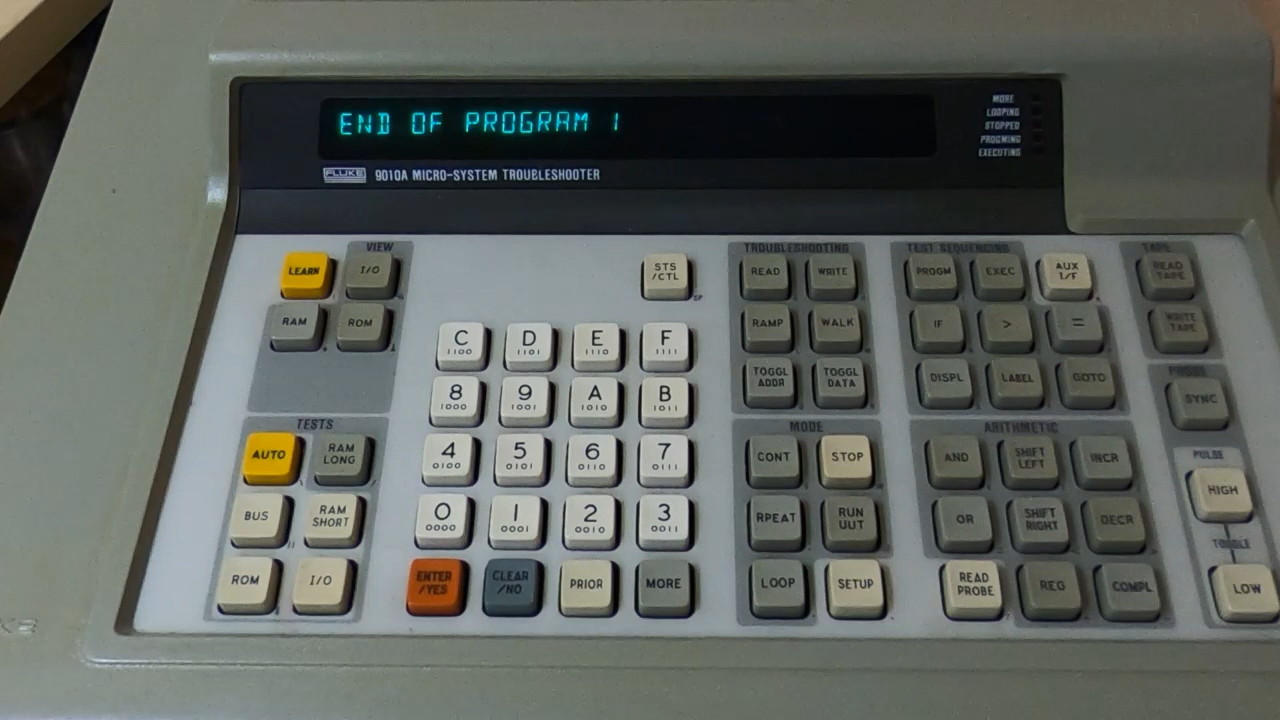 END OF PROGRAM 1
MORE
LOOPING
STOPPED
PROGMING
EXECUTING
FLUKE 9010A MICRO-SYSTEM TROUBLESHOOTER
VIEW
LEARN I/O
RAM ROM
TESTS
AUTO RAM LONG
BUS RAM SHORT
ROM I/O
STS /CTL
C 1100 D 1101 E 1110 F 1111
8 1000 9 1001 A 1010 B 1011
4 0100 5 0101 6 0110 7 0111
0 0000 1 0001 2 0010 3 0011
ENTER /YES CLEAR /NO PRIOR MORE
TROUBLESHOOTING
READ WRITE
RAMP WALK
TOGGL ADDR TOGGL DATA
MODE
CONT STOP
RPEAT RUN UUT
LOOP SETUP
TEST SEQUENCING
PROGM EXEC AUX I/F
IF > =
DISPL LABEL GOTO
ARITHMETIC
AND SHIFT LEFT INCR
OR SHIFT RIGHT DECR
READ PROBE REG COMPL
TAPE
READ TAPE
WRITE TAPE
PROBE
SYNC
PULSE
HIGH
TOGGLE
LOW